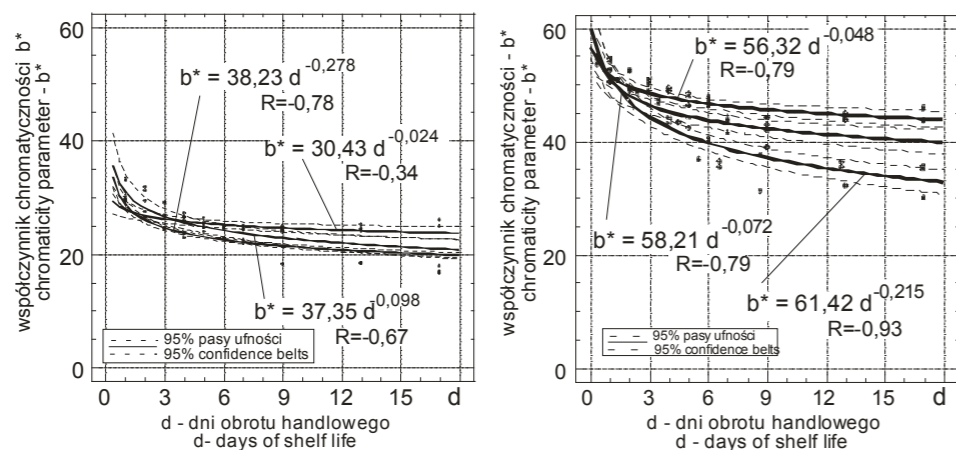 współczynnik chromatyczności b*
chromaticity parameter - b*
60
40
20
0
b* = 38,23 d^-0,278
R=-0,78
b* = 30,43 d^-0,024
R=-0,34
b* = 37,35 d^-0,098
R=-0,67
95% pasy ufności
95% confidence belts
0 3 6 9 12 15 d
d - dni obrotu handlowego
d- days of shelf life
współczynnik chromatyczności - b*
chromaticity parameter - b*
60
40
20
0
b* = 56,32 d^-0,048
R=-0,79
b* = 58,21 d^-0,072
R=-0,79
b* = 61,42 d^-0,215
R=-0,93
95% pasy ufności
95% confidence belts
0 3 6 9 12 15 d
d - dni obrotu handlowego
d - days of shelf life